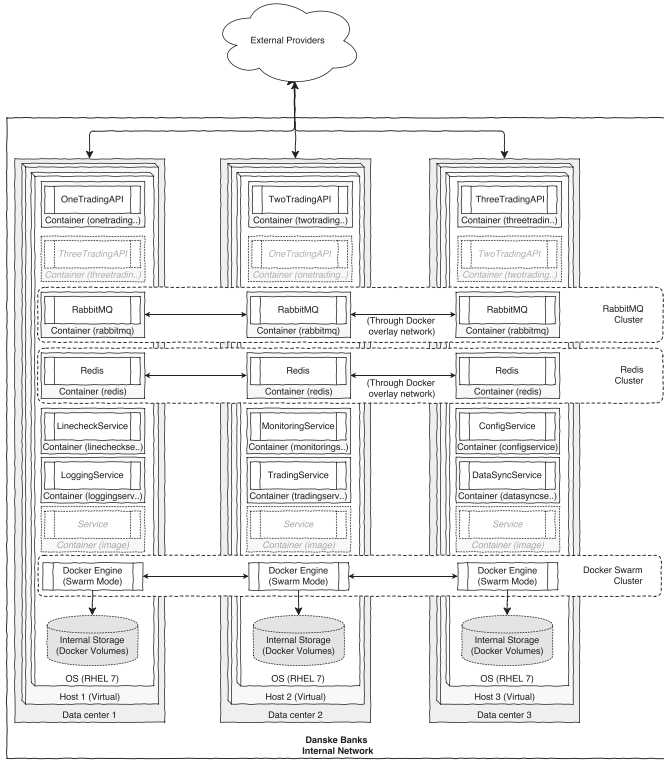 External Providers
OneTradingAPI
Container (onetrading..)
ThreeTradingAPI
Container (threetradin..)
RabbitMQ
Container (rabbitmq)
Redis
Container (redis)
LinecheckService
Container (linecheckse..)
LoggingService
Container (loggingserv..)
Service
Container (image)
Docker Engine
(Swarm Mode)
Internal Storage
(Docker Volumes)
OS (RHEL 7)
Host 1 (Virtual)
Data center 1
TwoTradingAPI
Container (twotrading..)
OneTradingAPI
Container (onetrading..)
RabbitMQ
Container (rabbitmq)
Redis
Container (redis)
MonitoringService
Container (monitorings..)
TradingService
Container (tradingserv..)
Service
Container (image)
Docker Engine
(Swarm Mode)
Internal Storage
(Docker Volumes)
OS (RHEL 7)
Host 2 (Virtual)
Data center 2
(Through Docker
overlay network)
(Through Docker
overlay network)
ThreeTradingAPI
Container (threetradin..)
TwoTradingAPI
Container (twotrading..)
RabbitMQ
Container (rabbitmq)
Redis
Container (redis)
ConfigService
Container (configservice)
DataSyncService
Container (datasyncse..)
Service
Container (image)
Docker Engine
(Swarm Mode)
Internal Storage
(Docker Volumes)
OS (RHEL 7)
Host 3 (Virtual)
Data center 3
RabbitMQ
Cluster
Redis
Cluster
Docker Swarm
Cluster
Danske Banks
Internal Network